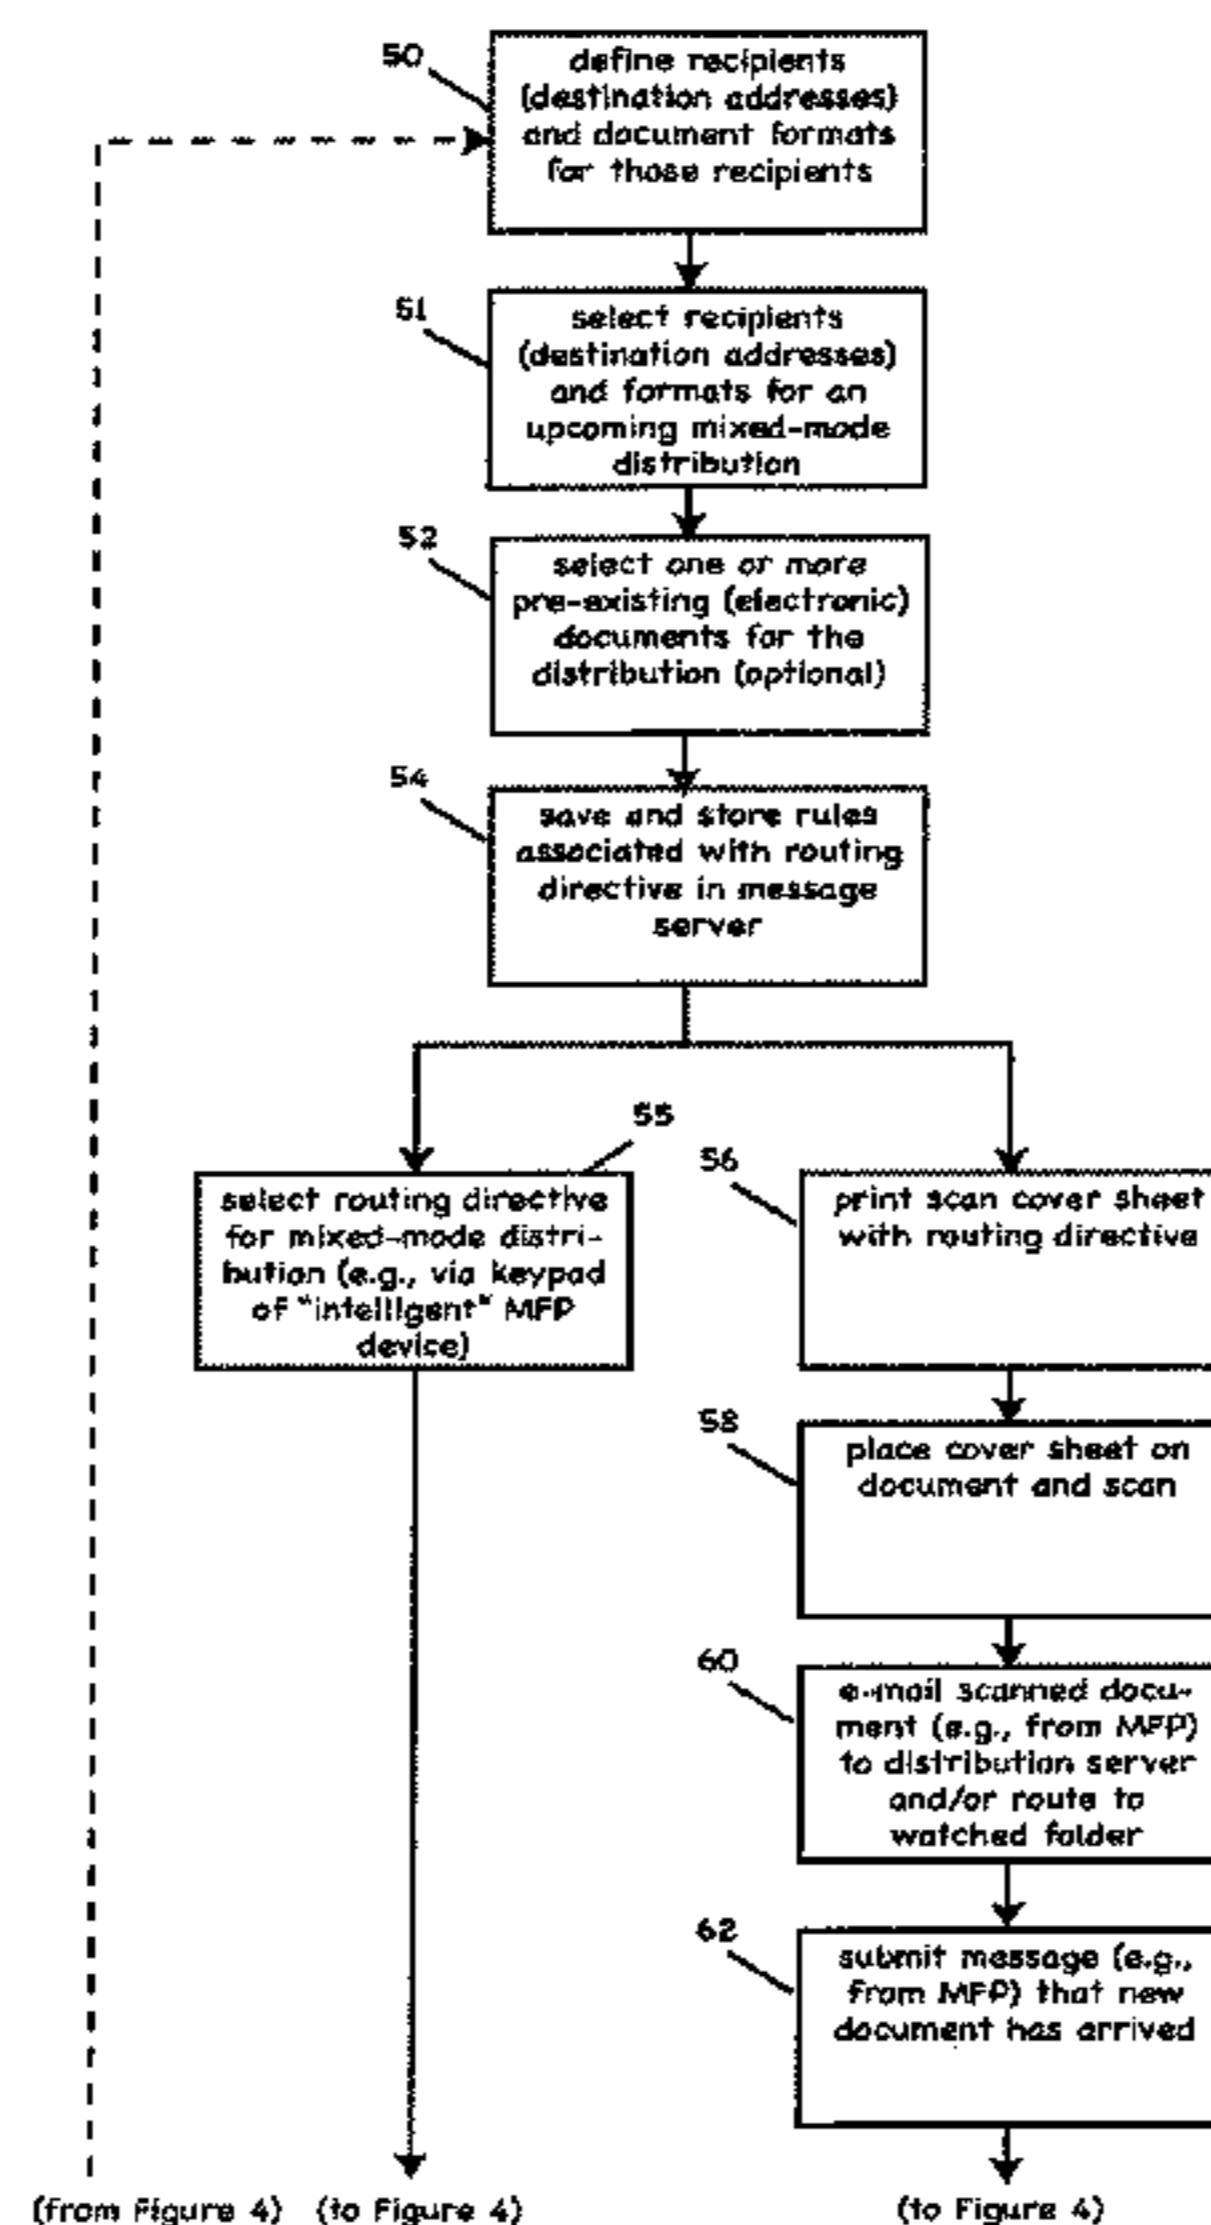 50
define recipients
(destination addresses)
and document formats
for those recipients
51
select recipients
(destination addresses)
and formats for an
upcoming mixed-mode
distribution
52
select one or more
pre-existing (electronic)
documents for the
distribution (optional)
54
save and store rules
associated with routing
directive in message
server
55
select routing directive
for mixed-mode distri-
bution (e.g., via keypad
of "intelligent" MFP
device)
56
print scan cover sheet
with routing directive
58
place cover sheet on
document and scan
60
e-mail scanned docu-
ment (e.g., from MFP)
to distribution server
and/or route to
watched folder
62
submit message (e.g.,
from MFP) that new
document has arrived
(from Figure 4) (to Figure 4) (to Figure 4)